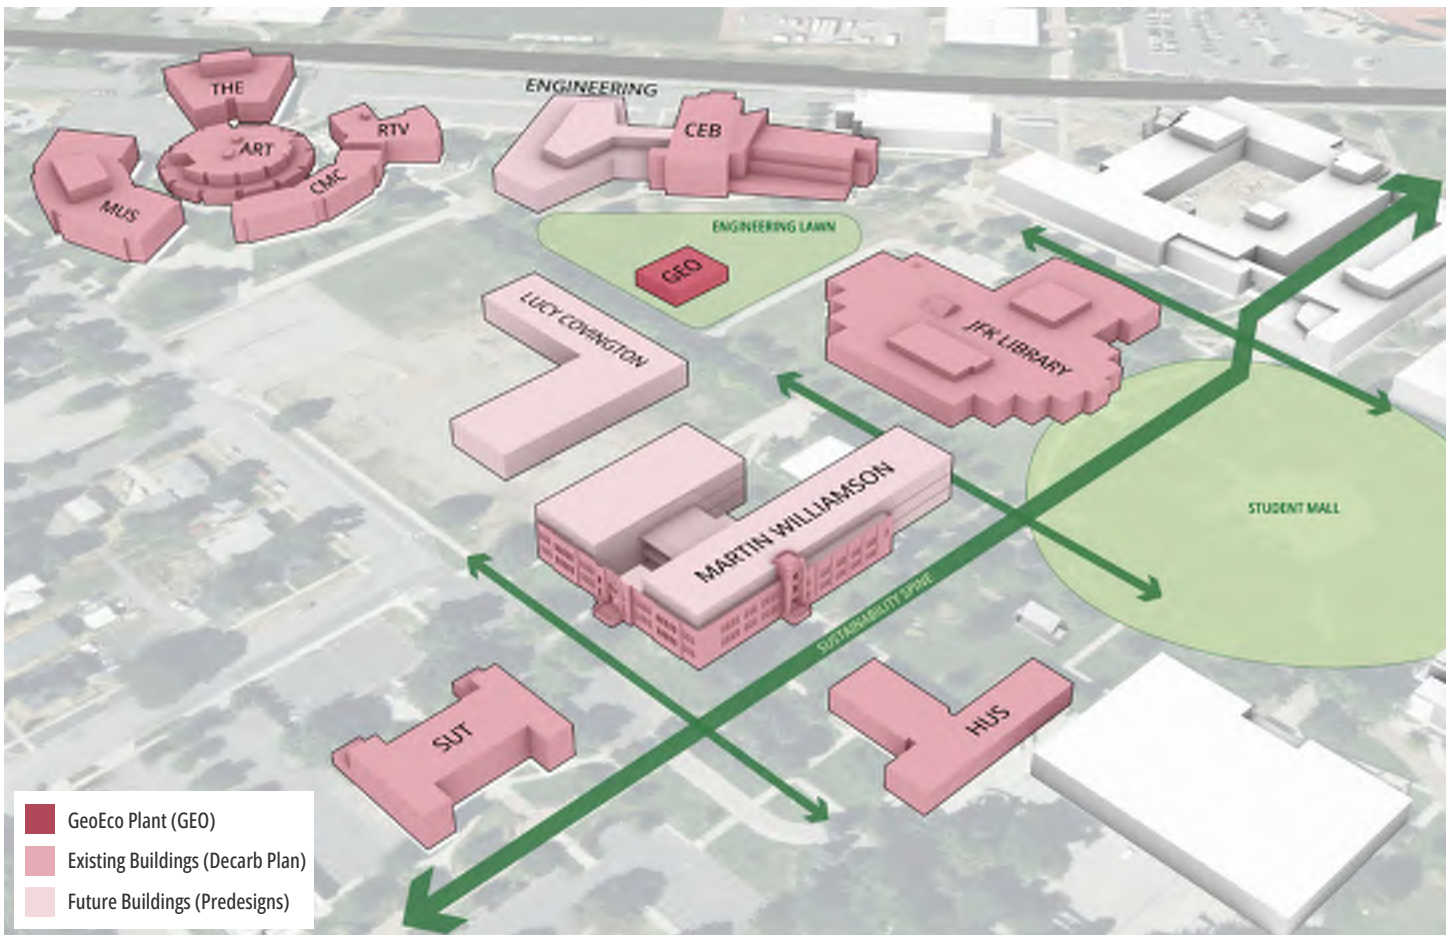 ENGINEERING
THE
RTV
CEB
ART
CMC
MUS
ENGINEERING LAWN
GEO
LUCY COVINGTON
JFK LIBRARY
MARTIN WILLIAMSON
STUDENT MALL
SUSTAINABILITY SPINE
SUT
HUS
GeoEco Plant (GEO)
Existing Buildings (Decarb Plan)
Future Buildings (Predesigns)